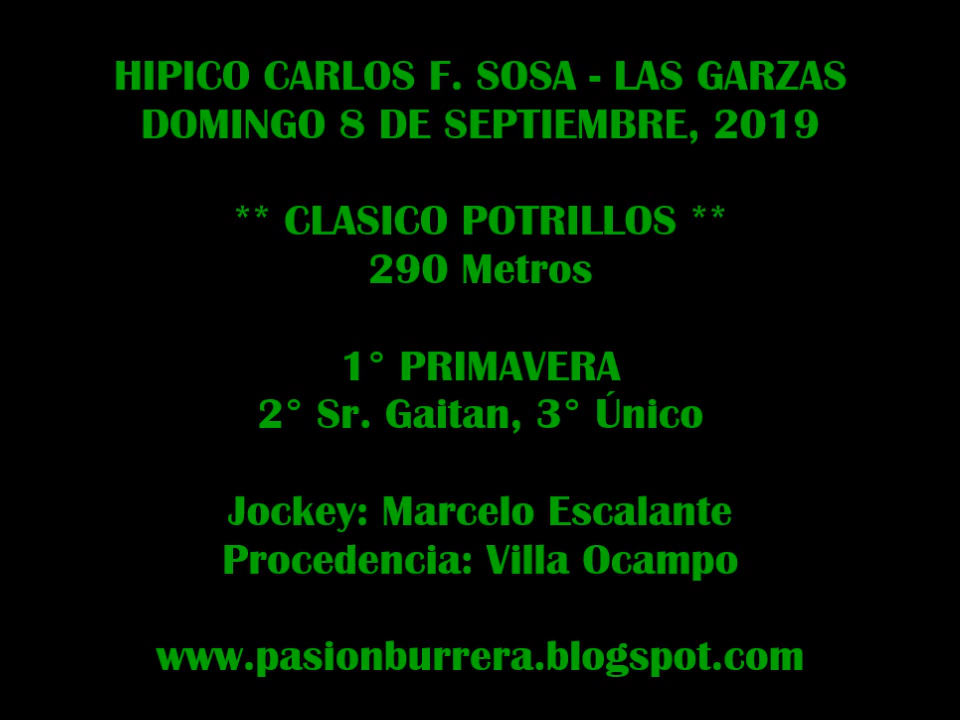 HIPICO CARLOS F. SOSA - LAS GARZAS
DOMINGO 8 DE SEPTIEMBRE, 2019
** CLASICO POTRILLOS **
290 Metros
1° PRIMAVERA
2° Sr. Gaitan, 3° Único
Jockey: Marcelo Escalante
Procedencia: Villa Ocampo
www.pasionburrera.blogspot.com